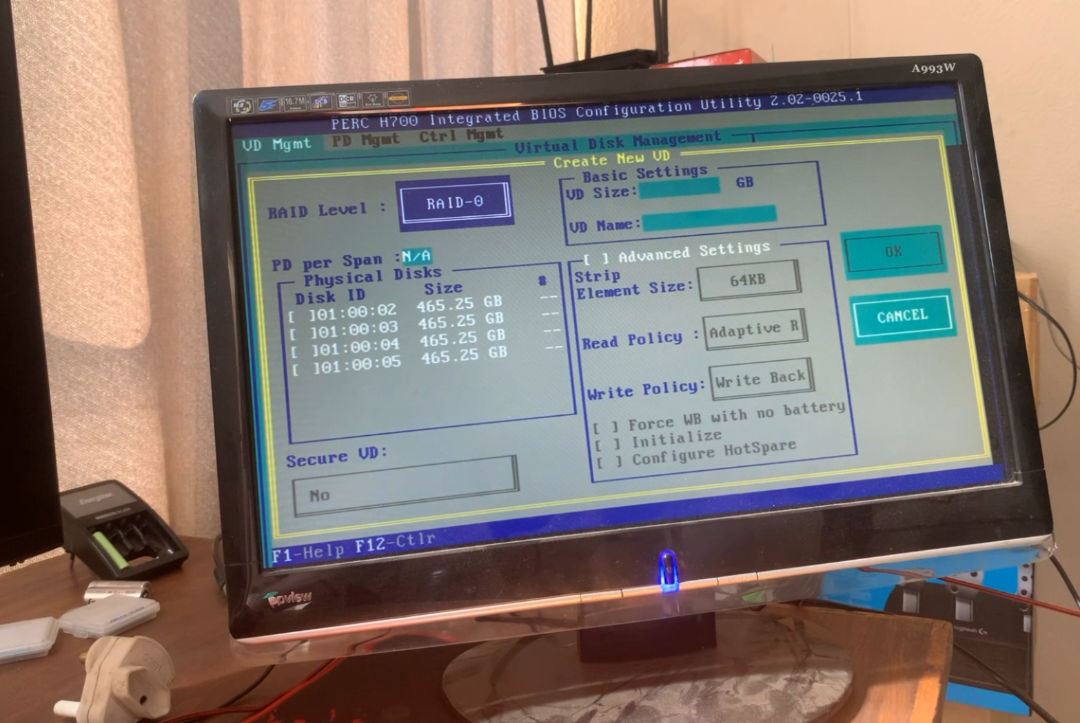 A993W
PERC H700 Integrated BIOS Configuration Utility 2.02-0025.1
VD Mgmt PD Mgmt Ctrl Mgmt
Virtual Disk Management
Create New VD
RAID Level : RAID-0
Basic Settings
VD Size: GB
VD Name:
PD per Span :N/A
Physical Disks
Disk ID Size #
[ ]01:00:02 465.25 GB --
[ ]01:00:03 465.25 GB --
[ ]01:00:04 465.25 GB --
[ ]01:00:05 465.25 GB --
[ ] Advanced Settings
Strip
Element Size: 64KB
Read Policy : Adaptive R
Write Policy: Write Back
[ ] Force WB with no battery
[ ] Initialize
[ ] Configure HotSpare
OK
CANCEL
Secure VD:
No
F1-Help F12-Ctlr
Energizer